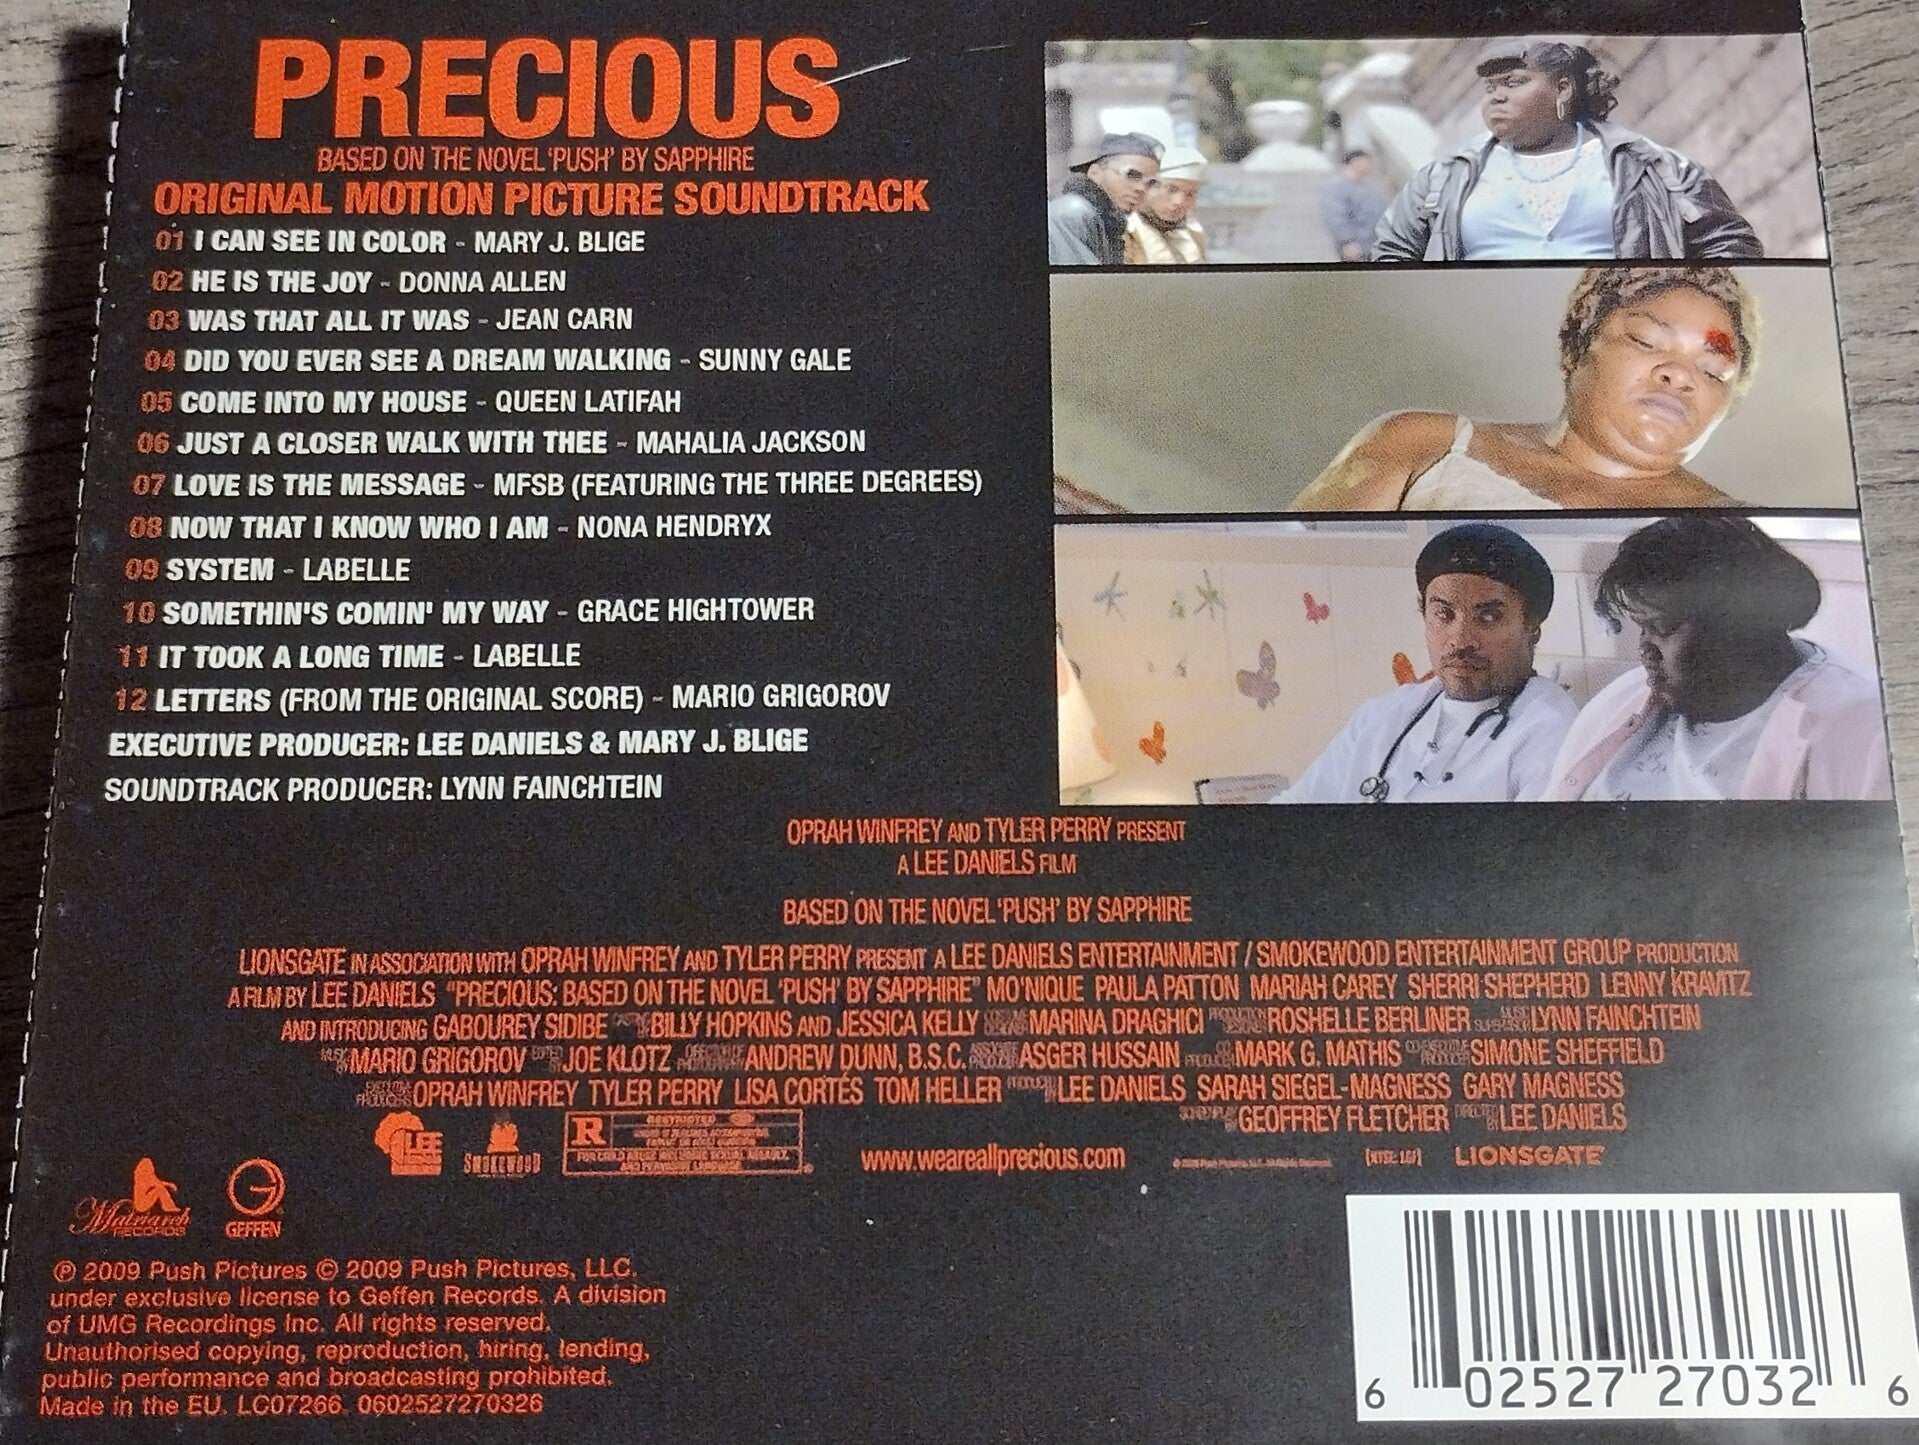 PRECIOUS
BASED ON THE NOVEL 'PUSH' BY SAPPHIRE
ORIGINAL MOTION PICTURE SOUNDTRACK
01 I CAN SEE IN COLOR - MARY J. BLIGE
02 HE IS THE JOY - DONNA ALLEN
03 WAS THAT ALL IT WAS - JEAN CARN
04 DID YOU EVER SEE A DREAM WALKING - SUNNY GALE
05 COME INTO MY HOUSE - QUEEN LATIFAH
06 JUST A CLOSER WALK WITH THEE - MAHALIA JACKSON
07 LOVE IS THE MESSAGE - MFSB (FEATURING THE THREE DEGREES)
08 NOW THAT I KNOW WHO I AM - NONA HENDRYX
09 SYSTEM - LABELLE
10 SOMETHIN'S COMIN' MY WAY - GRACE HIGHTOWER
11 IT TOOK A LONG TIME - LABELLE
12 LETTERS (FROM THE ORIGINAL SCORE) - MARIO GRIGOROV
EXECUTIVE PRODUCER: LEE DANIELS & MARY J. BLIGE
SOUNDTRACK PRODUCER: LYNN FAINCHTEIN
OPRAH WINFREY AND TYLER PERRY PRESENT
A LEE DANIELS FILM
BASED ON THE NOVEL 'PUSH' BY SAPPHIRE
LIONSGATE IN ASSOCIATION WITH OPRAH WINFREY AND TYLER PERRY PRESENT A LEE DANIELS ENTERTAINMENT / SMOKEWOOD ENTERTAINMENT GROUP PRODUCTION
A FILM BY LEE DANIELS "PRECIOUS: BASED ON THE NOVEL 'PUSH' BY SAPPHIRE" MO'NIQUE PAULA PATTON MARIAH CAREY SHERRI SHEPHERD LENNY KRAVITZ
AND INTRODUCING GABOUREY SIDIBE BILLY HOPKINS AND JESSICA KELLY MARINA DRAGHICI ROSHELLE BERLINER LYNN FAINCHTEIN
MARIO GRIGOROV JOE KLOTZ ANDREW DUNN, B.S.C. ASGER HUSSAIN MARK G. MATHIS SIMONE SHEFFIELD
OPRAH WINFREY TYLER PERRY LISA CORTÉS TOM HELLER LEE DANIELS SARAH SIEGEL-MAGNESS GARY MAGNESS
GEOFFREY FLETCHER LEE DANIELS
LEE SMOKEWOOD R RESTRICTED www.weareallprecious.com LIONSGATE
Matriarch RECORDS GEFFEN
℗ 2009 Push Pictures © 2009 Push Pictures, LLC.
under exclusive license to Geffen Records. A division
of UMG Recordings Inc. All rights reserved.
Unauthorised copying, reproduction, hiring, lending,
public performance and broadcasting prohibited.
Made in the EU. LC07266. 0602527270326
6 02527 27032 6